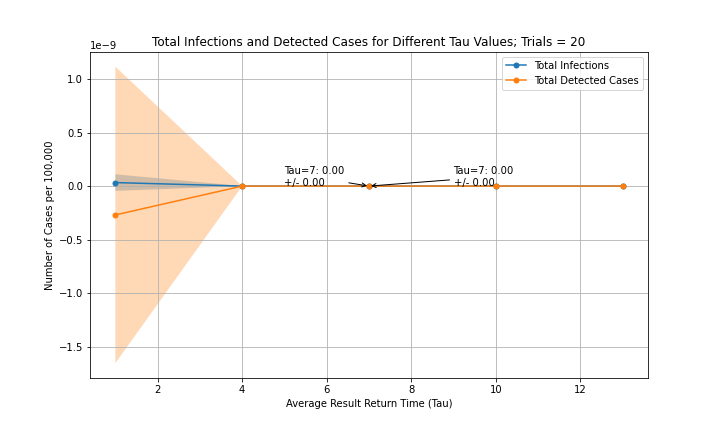 Total Infections and Detected Cases for Different Tau Values; Trials = 20
1e−9
Total Infections
Total Detected Cases
1.0
0.5
0.0
−0.5
−1.0
−1.5
Number of Cases per 100,000
Tau=7: 0.00
+/- 0.00
Tau=7: 0.00
+/- 0.00
2 4 6 8 10 12
Average Result Return Time (Tau)